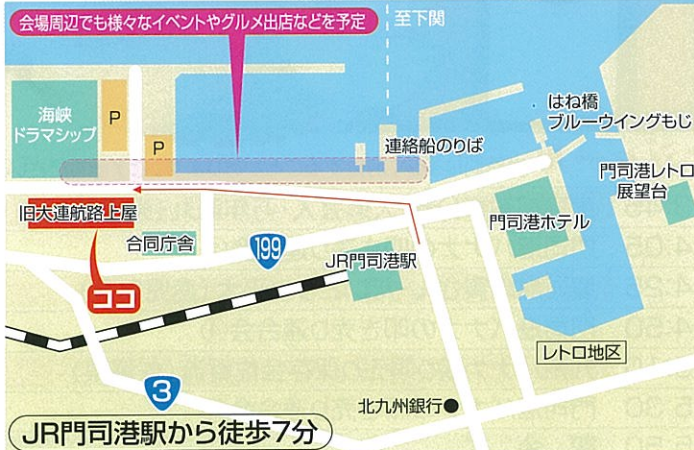 会場周辺でも様々なイベントやグルメ出店などを予定
至下関
海峡
ドラマシップ
P
P
はね橋
ブルーウイングもじ
連絡船のりば
門司港レトロ
展望台
旧大連航路上屋
合同庁舎
門司港ホテル
199
JR門司港駅
ココ
レトロ地区
3
北九州銀行
JR門司港駅から徒歩7分